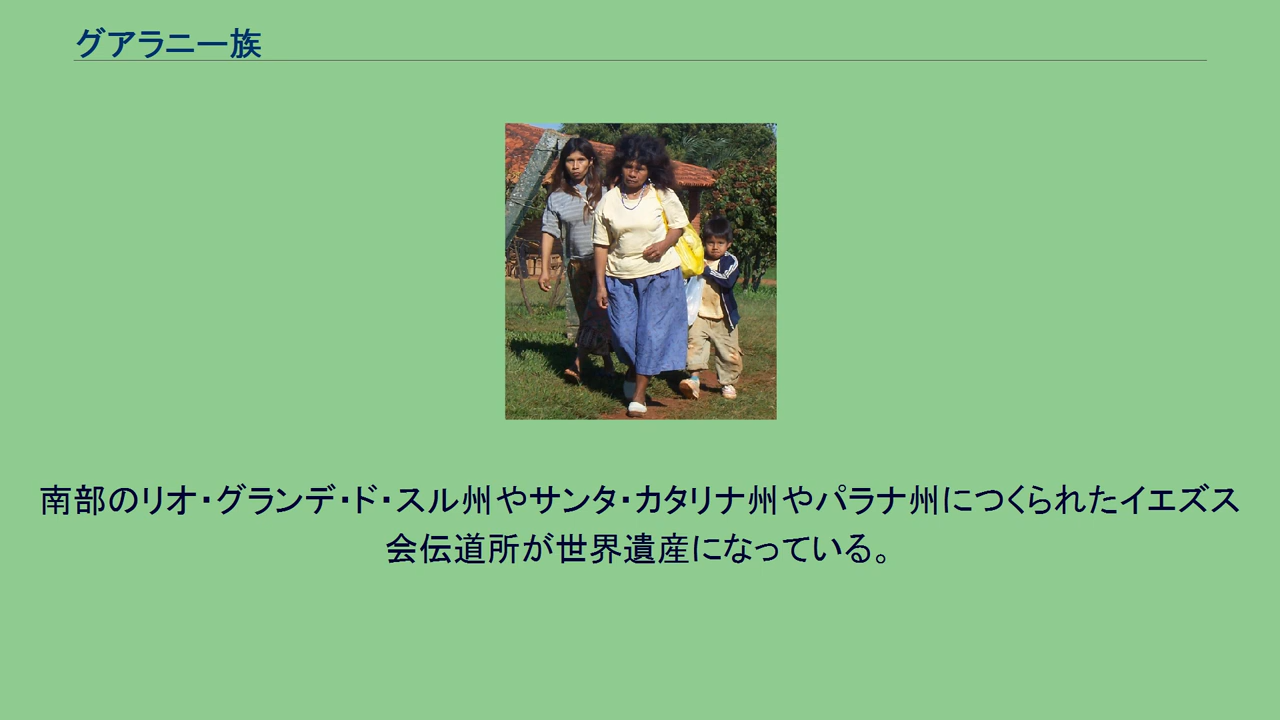 グアラニー族
南部のリオ・グランデ・ド・スル州やサンタ・カタリナ州やパラナ州につくられたイエズス
会伝道所が世界遺産になっている。